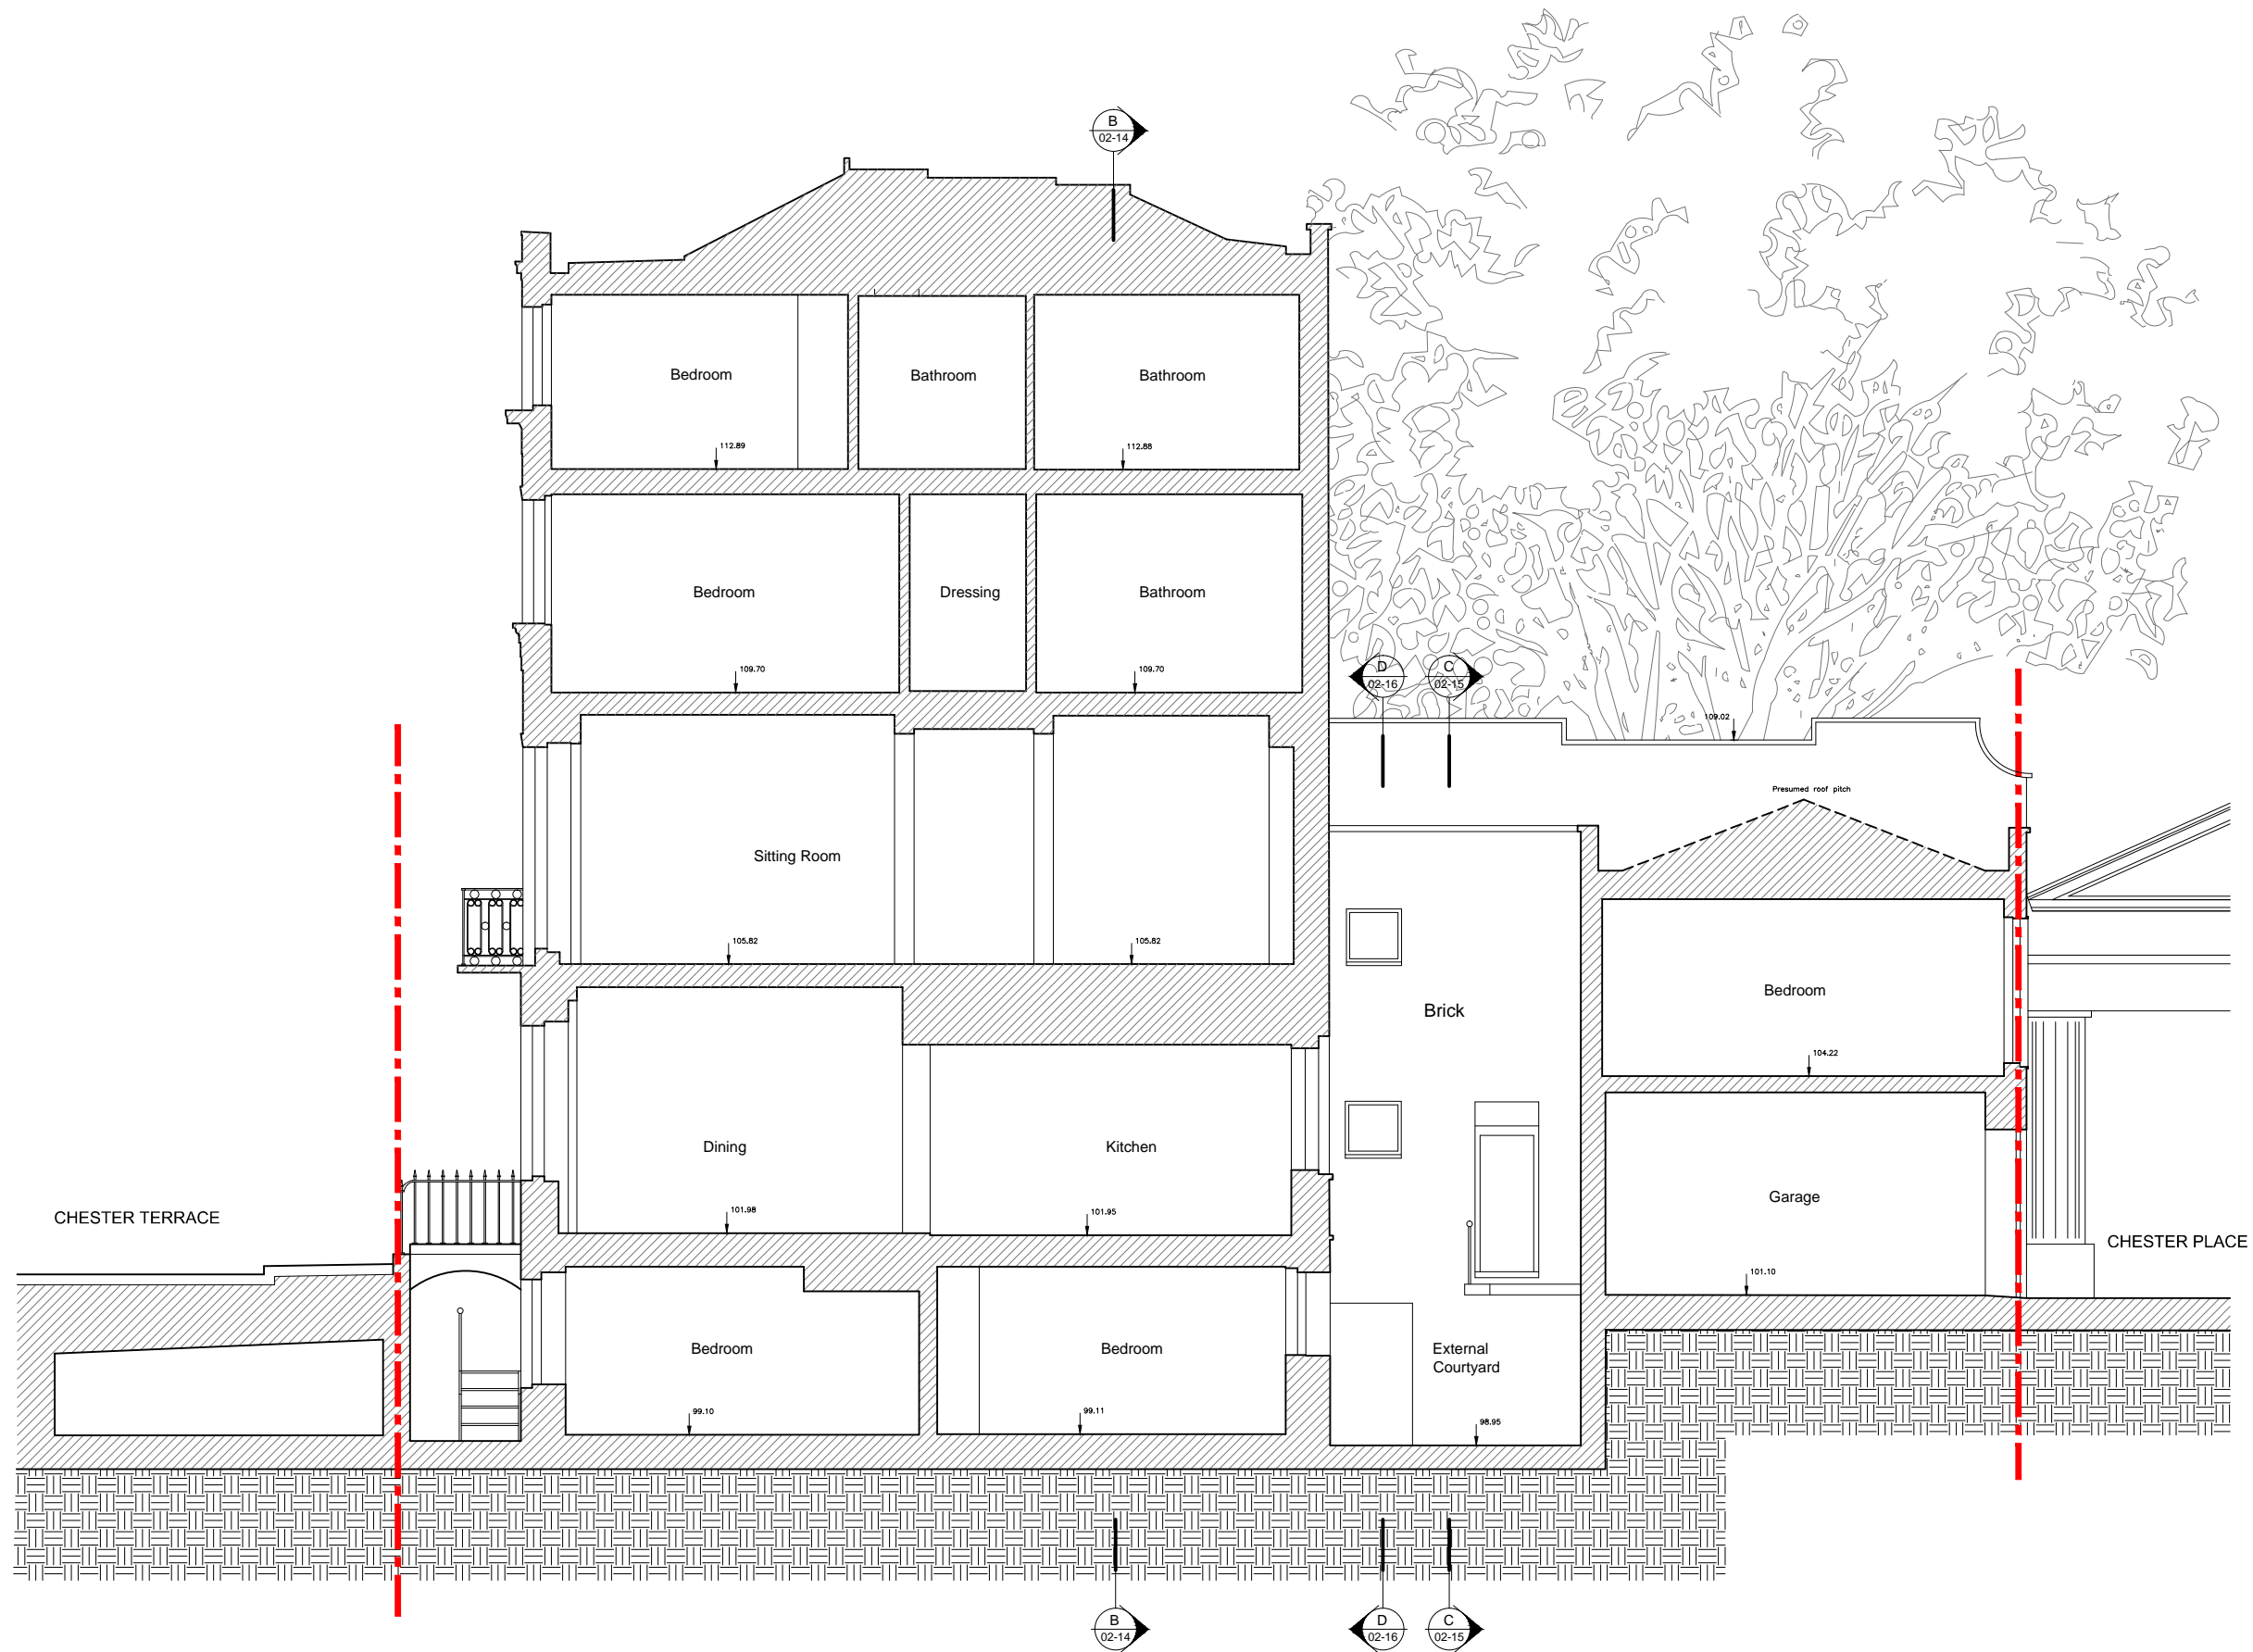 B
02-14
Bedroom
Bathroom
Bathroom
112.89
112.88
Bedroom
Dressing
Bathroom
109.70
109.70
D
02-16
C
02-15
109.02
Presumed roof pitch
Sitting Room
105.82
105.82
Brick
Bedroom
104.22
Dining
Kitchen
Garage
101.98
101.95
CHESTER TERRACE
CHESTER PLACE
101.10
Bedroom
Bedroom
External
Courtyard
99.10
99.11
98.95
B
02-14
D
02-16
C
02-15